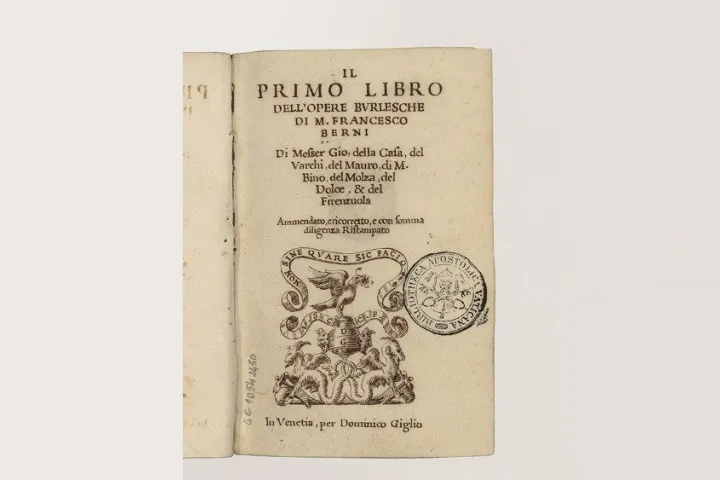 IL
PRIMO LIBRO
DELL'OPERE BVRLESCHE
DI M. FRANCESCO
BERNI
Di Messer Gio. della Casa, del
Varchi, del Mauro, di M.
Bino, del Molza, del
Dolce, & del
Firenzuola
Ammendato, e ricorretto, e con somma
diligenza Ristampato
NON SINE QVARE SIC FACIO
D
G
BIBLIOTHECA APOSTOLICA VATICANA
In Venetia, per Dominico Giglio